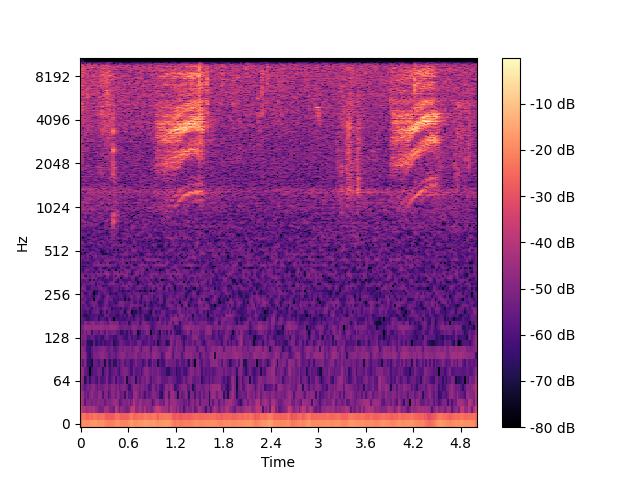 8192
4096
2048
1024
512
256
128
64
0
Hz
0 0.6 1.2 1.8 2.4 3 3.6 4.2 4.8
Time
-10 dB
-20 dB
-30 dB
-40 dB
-50 dB
-60 dB
-70 dB
-80 dB